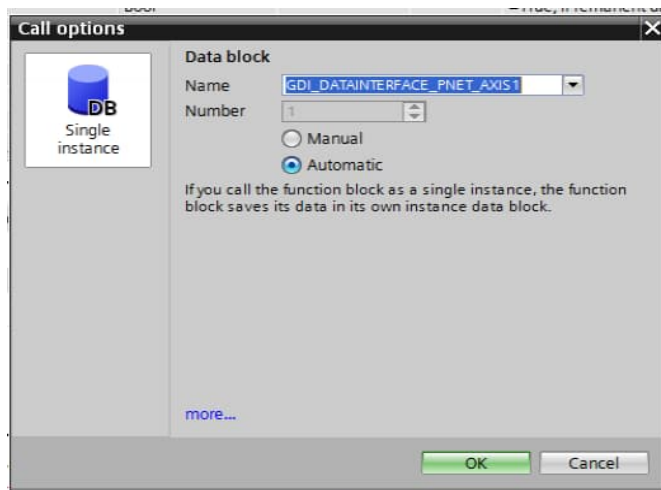 Call options
DB
Single
instance
Data block
Name GDI_DATAINTERFACE_PNET_AXIS1
Number 1
Manual
Automatic
If you call the function block as a single instance, the function
block saves its data in its own instance data block.
more...
OK Cancel